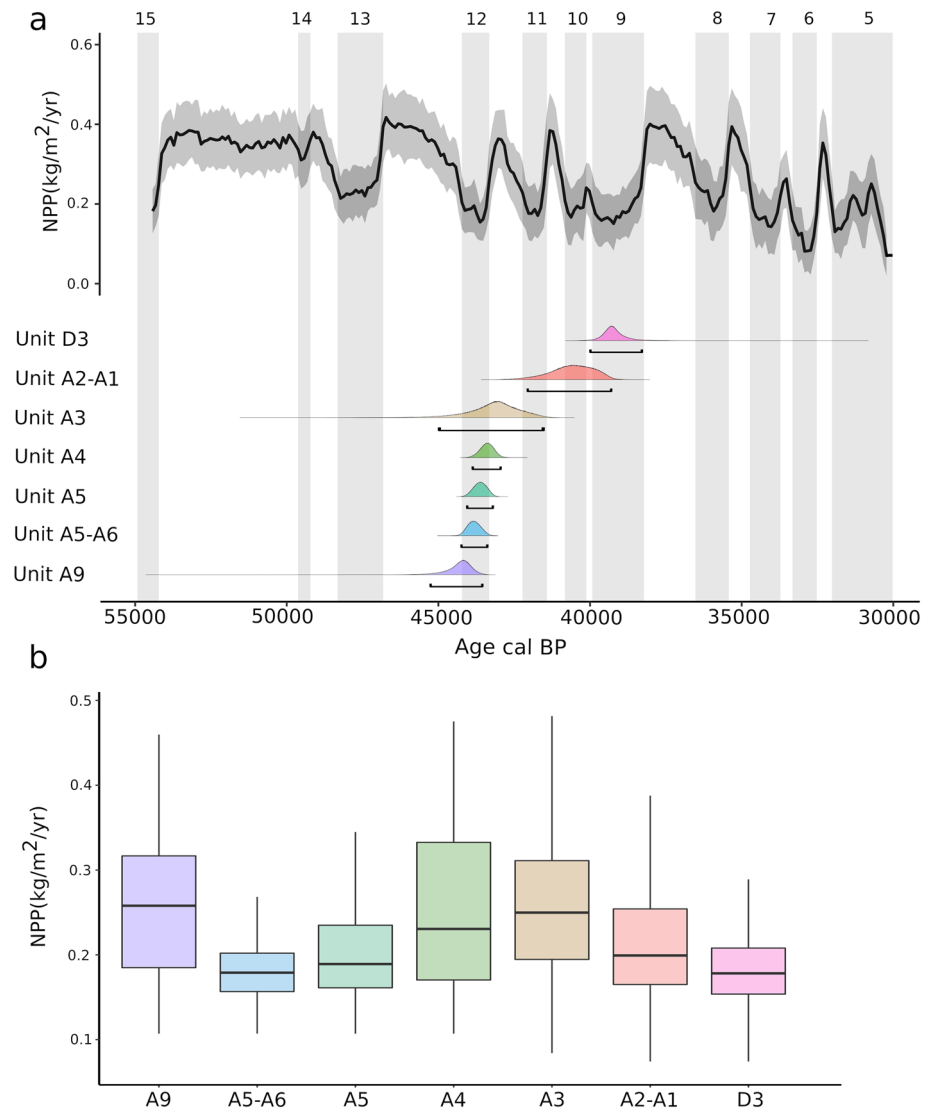 a
15 14 13 12 11 10 9 8 7 6 5
0.6
0.4
0.2
0.0
NPP(kg/m²/yr)
Unit D3
Unit A2-A1
Unit A3
Unit A4
Unit A5
Unit A5-A6
Unit A9
55000 50000 45000 40000 35000 30000
Age cal BP
b
0.5
0.4
0.3
0.2
0.1
NPP(kg/m²/yr)
A9 A5-A6 A5 A4 A3 A2-A1 D3